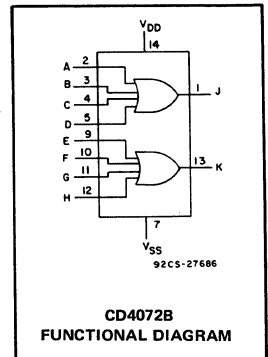 VDD
14
A 2
B 3
C 4
D 5
1 J
E 9
F 10
G 11
H 12
13 K
7
VSS
92CS-27686
CD4072B
FUNCTIONAL DIAGRAM